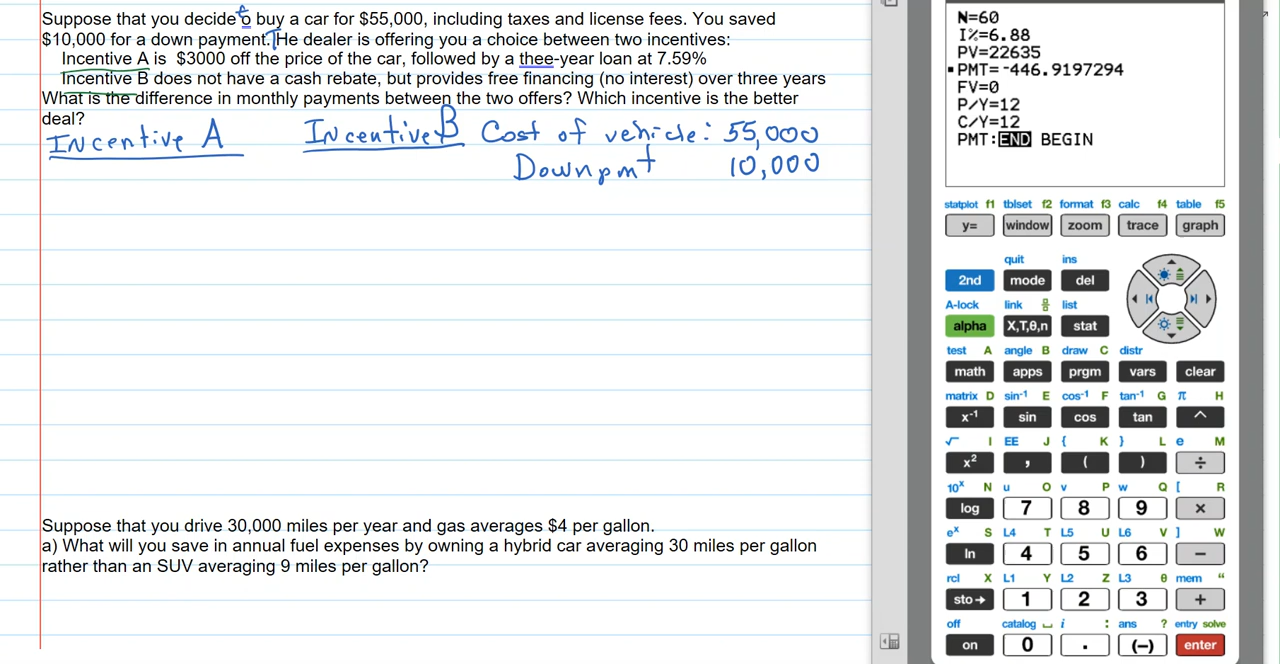 Suppose that you decide to buy a car for $55,000, including taxes and license fees. You saved
$10,000 for a down payment. THe dealer is offering you a choice between two incentives:
Incentive A is $3000 off the price of the car, followed by a thee-year loan at 7.59%
Incentive B does not have a cash rebate, but provides free financing (no interest) over three years
What is the difference in monthly payments between the two offers? Which incentive is the better
deal?
Incentive A Incentive B Cost of vehicle: 55,000
Downpmt 10,000
Suppose that you drive 30,000 miles per year and gas averages $4 per gallon.
a) What will you save in annual fuel expenses by owning a hybrid car averaging 30 miles per gallon
rather than an SUV averaging 9 miles per gallon?
N=60
I%=6.88
PV=22635
▪PMT=-446.9197294
FV=0
P/Y=12
C/Y=12
PMT:END BEGIN
statplot f1 tblset f2 format f3 calc f4 table f5
y= window zoom trace graph
quit ins
2nd mode del
A-lock link list
alpha X,T,θ,n stat
test A angle B draw C distr
math apps prgm vars clear
matrix D sin-1 E cos-1 F tan-1 G π H
x-1 sin cos tan ^
√ I EE J { K } L e M
x2 , ( ) ÷
10x N u O v P w Q [ R
log 7 8 9 ×
ex S L4 T L5 U L6 V ] W
ln 4 5 6 −
rcl X L1 Y L2 Z L3 θ mem "
sto→ 1 2 3 +
off catalog ⎵ i : ans ? entry solve
on 0 . (−) enter